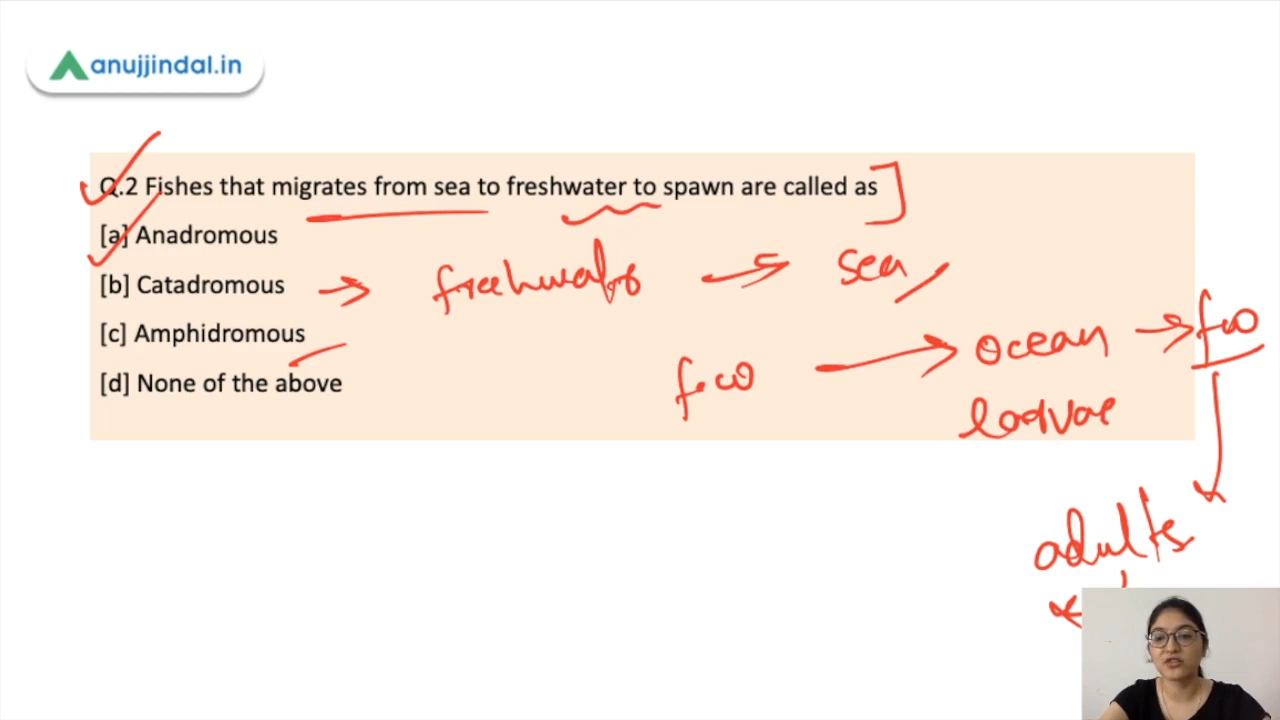 anujjindal.in
Q.2 Fishes that migrates from sea to freshwater to spawn are called as
[a] Anadromous
[b] Catadromous → freehwater → sea
[c] Amphidromous
f.w → ocean → f.w
[d] None of the above
larvae
adults